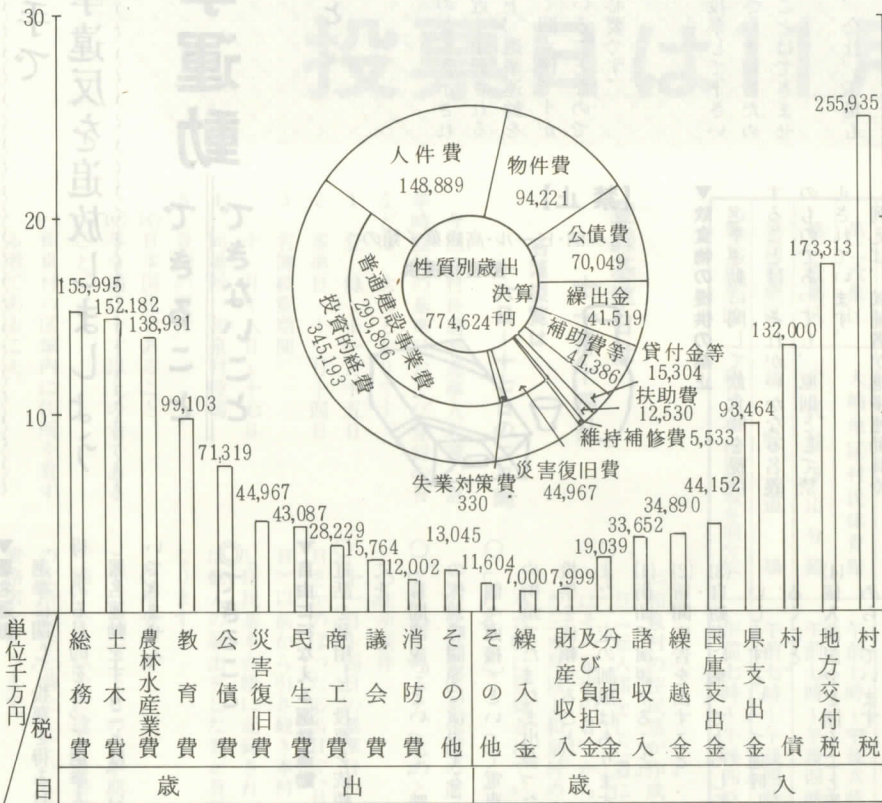 30
20
10
人件費
148,889
物件費
94,221
公債費
70,049
繰出金
41.519
補助費等
41,386
貸付金等
15,304
扶助費
12,530
維持補修費5,533
災害復旧費
44,967
失業対策費
330
普通建設事業費
299,896
投資的経費
345,193
性質別歳出
決算
774,624千円
155,995
152.182
138,931
99,103
71,319
44,967
43,087
28,229
15,764
12,002
13,045
11,604
7,000
7,999
19,039
33,652
34,890
44,152
93,464
132,000
173,313
255,935
単位千万円
税目
総務費
土木費
農林水産業費
教育費
公債費
災害復旧費
民生費
商工費
議会費
消防費
その他
その他
繰入金
財産収入
分担金及び負担金
諸収入
繰越金
国庫支出金
県支出金
村債
地方交付税
村税
歳出
歳入